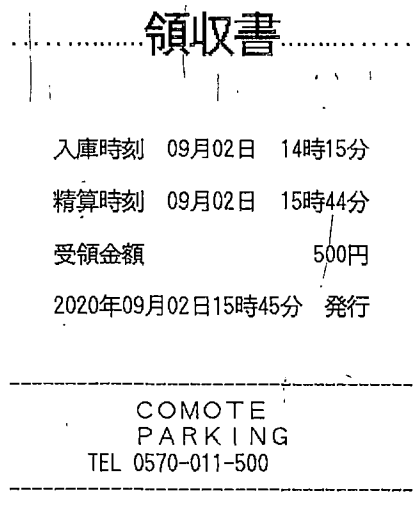 領収書
入庫時刻 09月02日 14時15分
精算時刻 09月02日 15時44分
受領金額 500円
2020年09月02日15時45分 発行
COMOTE
PARKING
TEL 0570-011-500